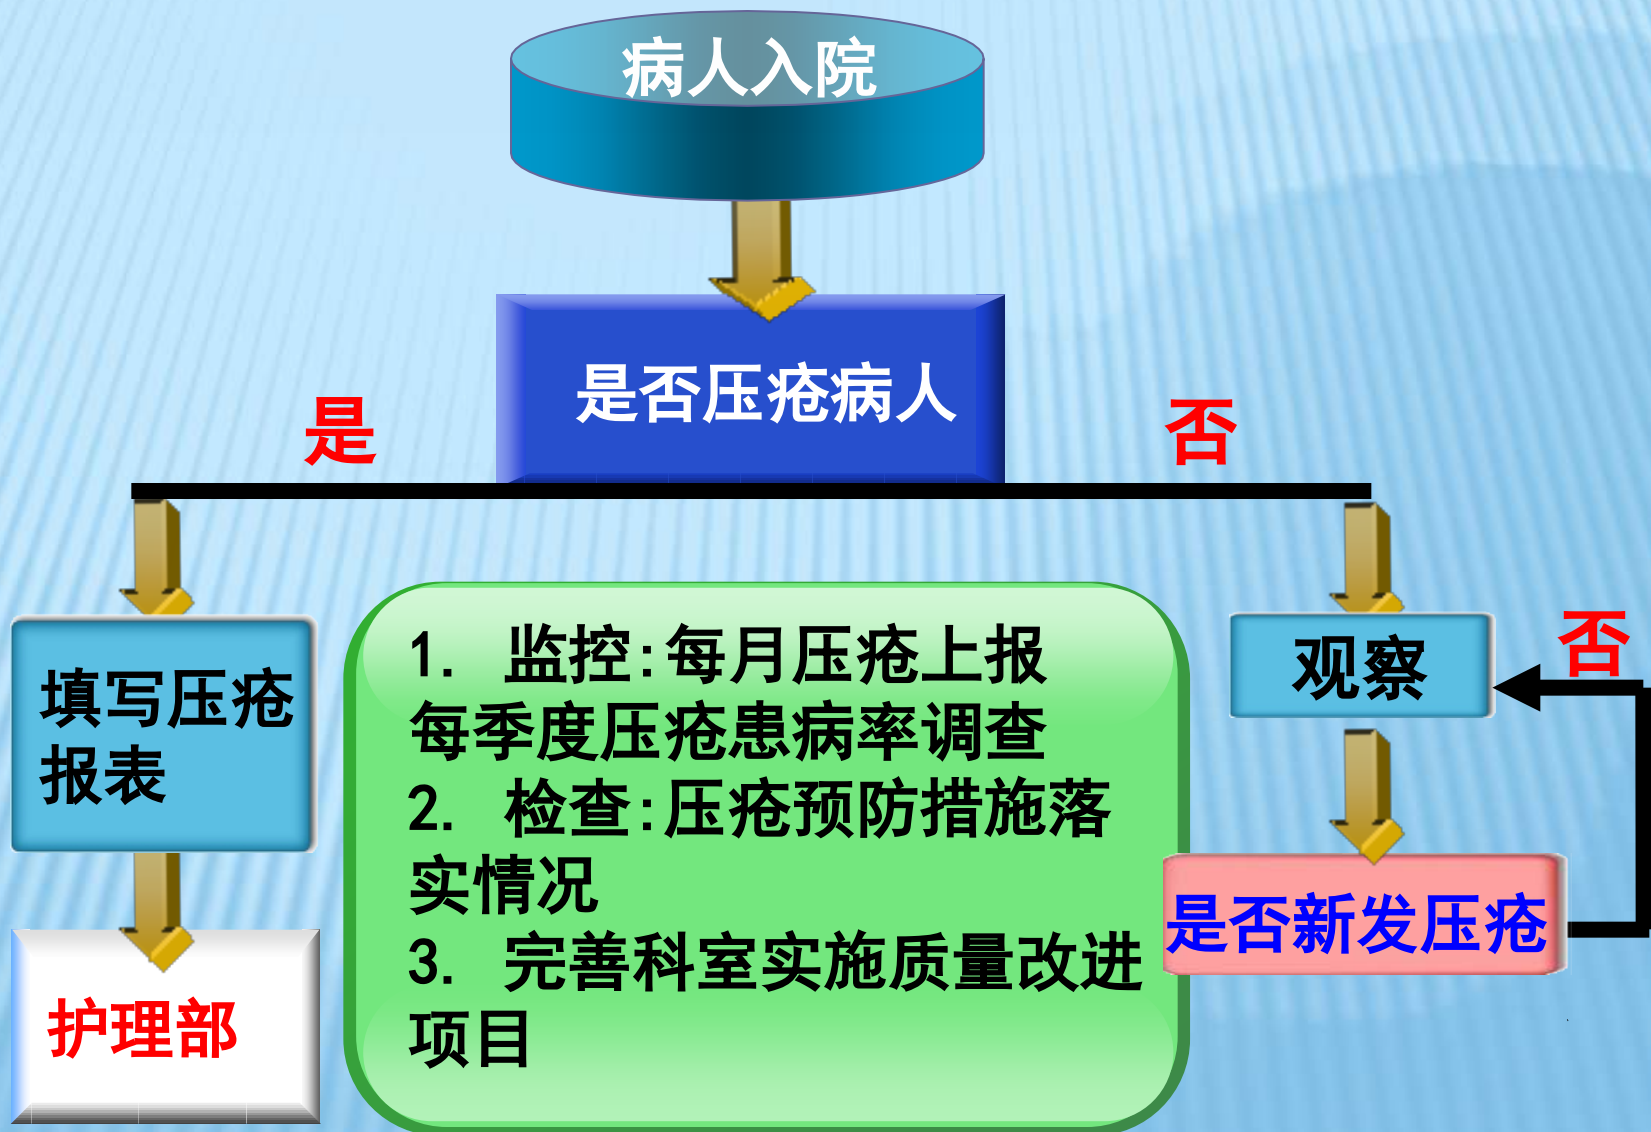 病人入院
是否压疮病人
是
否
填写压疮
报表
护理部
1. 监控:每月压疮上报
每季度压疮患病率调查
2. 检查:压疮预防措施落
实情况
3. 完善科室实施质量改进
项目
观察
否
是否新发压疮